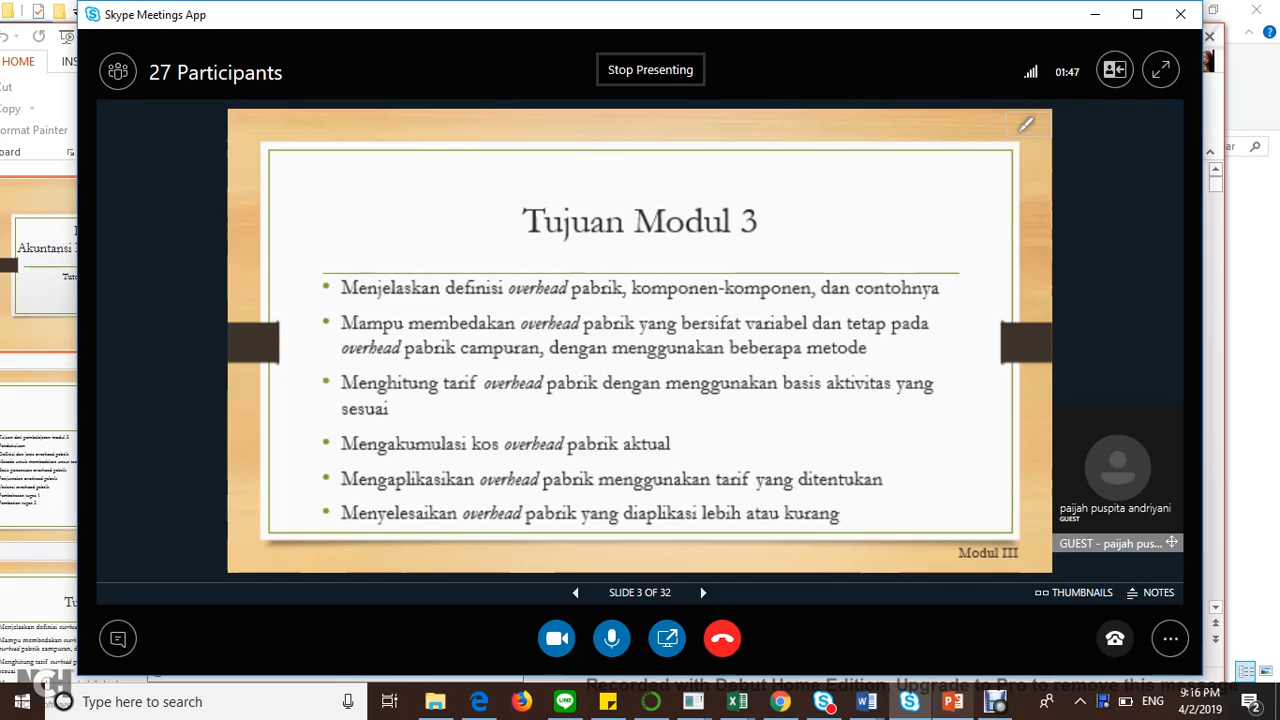 Skype Meetings App
HOME
INS
27 Participants
Stop Presenting
01:47
Cut
Copy
Format Painter
Tujuan Modul 3
Menjelaskan definisi overhead pabrik, komponen-komponen, dan contohnya
Mampu membedakan overhead pabrik yang bersifat variabel dan tetap pada
overhead pabrik campuran, dengan menggunakan beberapa metode
Menghitung tarif overhead pabrik dengan menggunakan basis aktivitas yang
sesuai
Mengakumulasi kos overhead pabrik aktual
Mengaplikasikan overhead pabrik menggunakan tarif yang ditentukan
Menyelesaikan overhead pabrik yang diaplikasi lebih atau kurang
Modul III
paijah puspita andriyani
GUEST
GUEST - paijah pus...
SLIDE 3 OF 32
THUMBNAILS
NOTES
Akuntansi
Recorded with Debut Home Edition. Upgrade to Pro to remove this message
NCH
Software
Type here to search
ENG
9:16 PM
4/2/2019
2